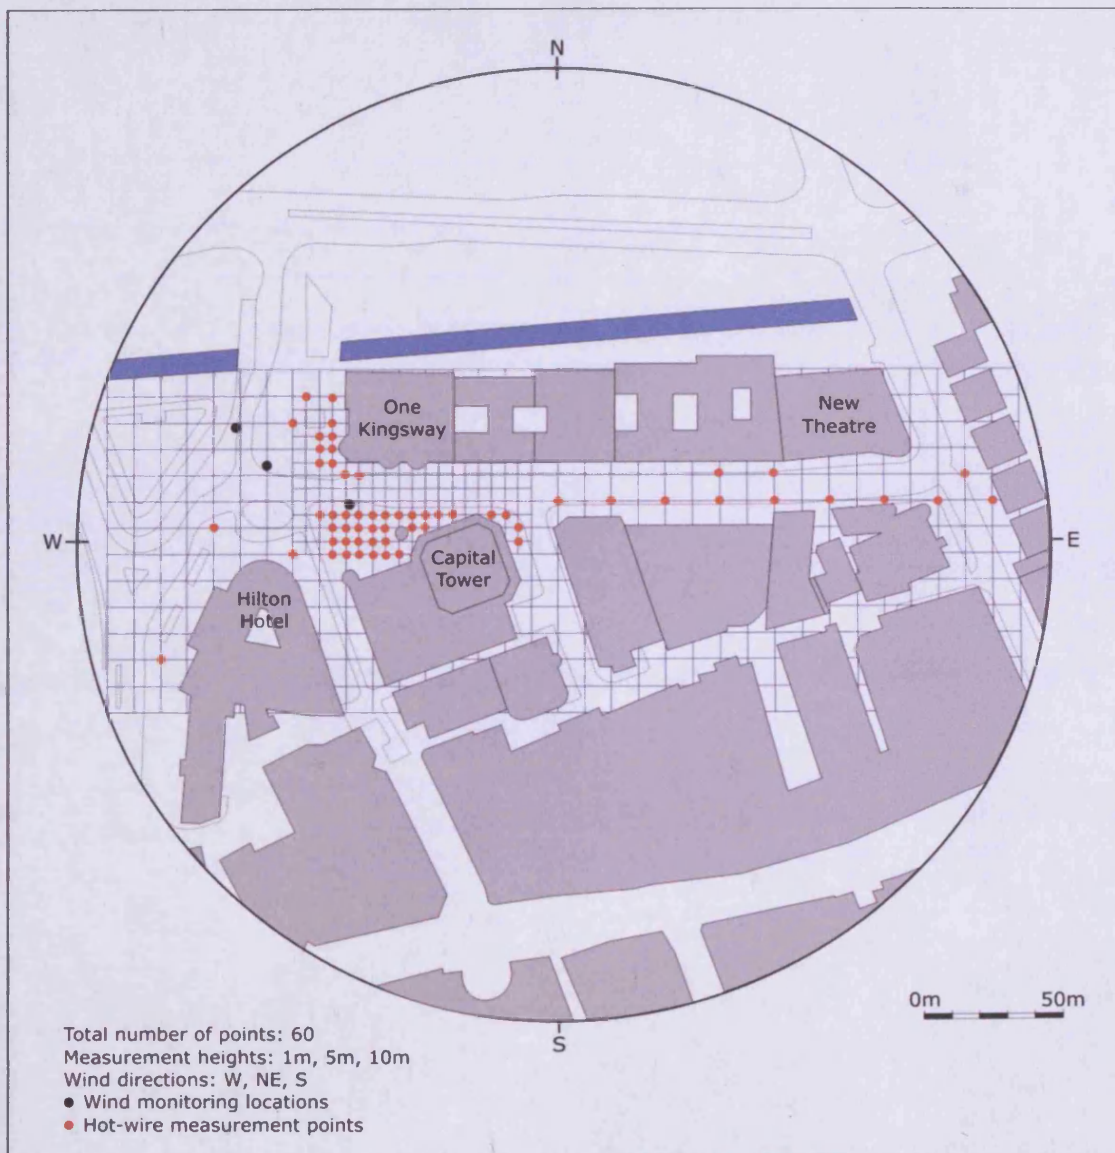 N
One
Kingsway
New
Theatre
W
E
Capital
Tower
Hilton
Hotel
0m 50m
S
Total number of points: 60
Measurement heights: 1m, 5m, 10m
Wind directions: W, NE, S
Wind monitoring locations
Hot-wire measurement points